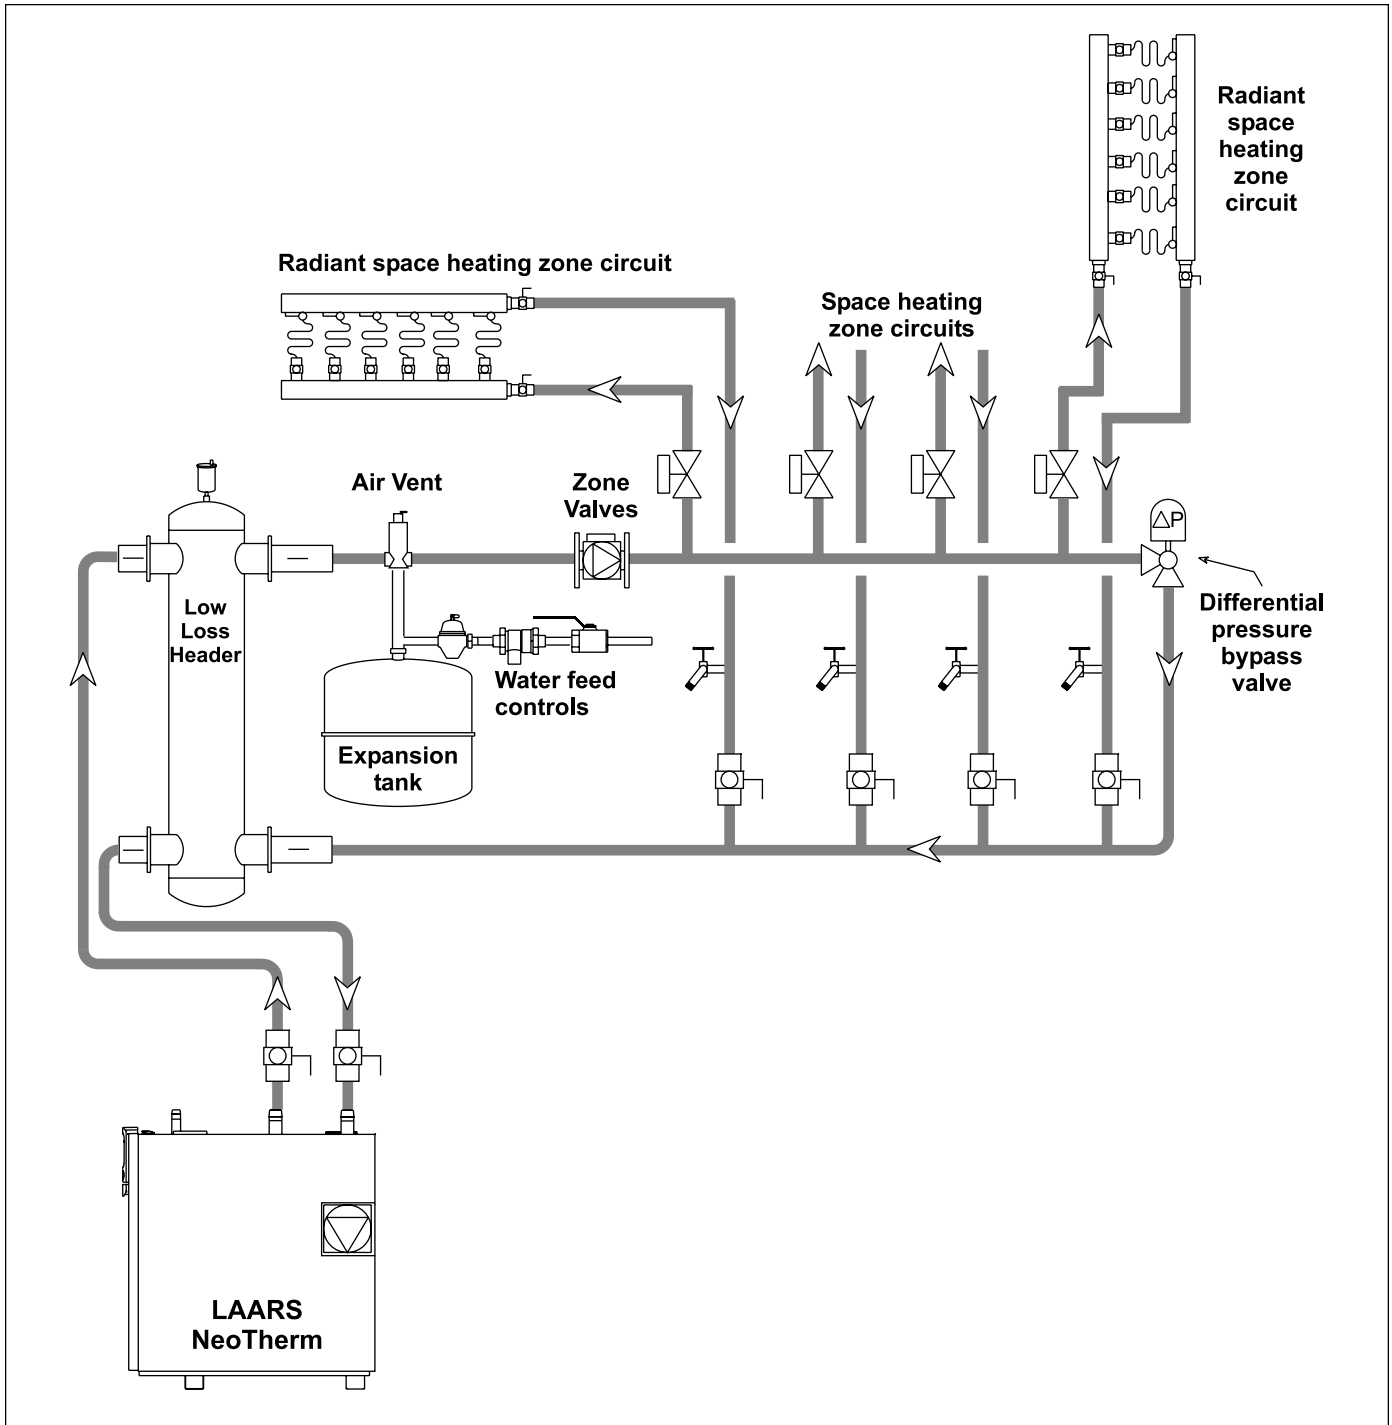 Radiant
space
heating
zone
circuit
Radiant space heating zone circuit
Space heating
zone circuits
Air Vent
Zone
Valves
ΔP
Low
Loss
Header
Differential
pressure
bypass
valve
Water feed
controls
Expansion
tank
LAARS
NeoTherm